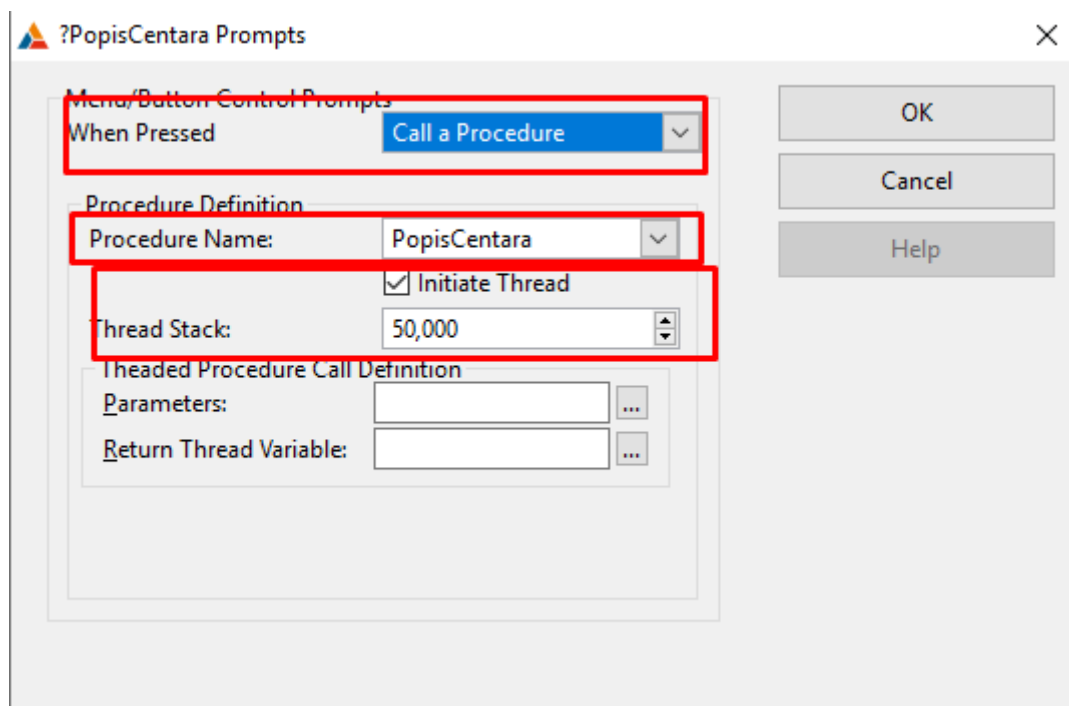 ?PopisCentara Prompts
Menu/Button Control Prompts
When Pressed Call a Procedure
OK
Cancel
Help
Procedure Definition
Procedure Name: PopisCentara
Initiate Thread
Thread Stack: 50,000
Theaded Procedure Call Definition
Parameters: ...
Return Thread Variable: ...